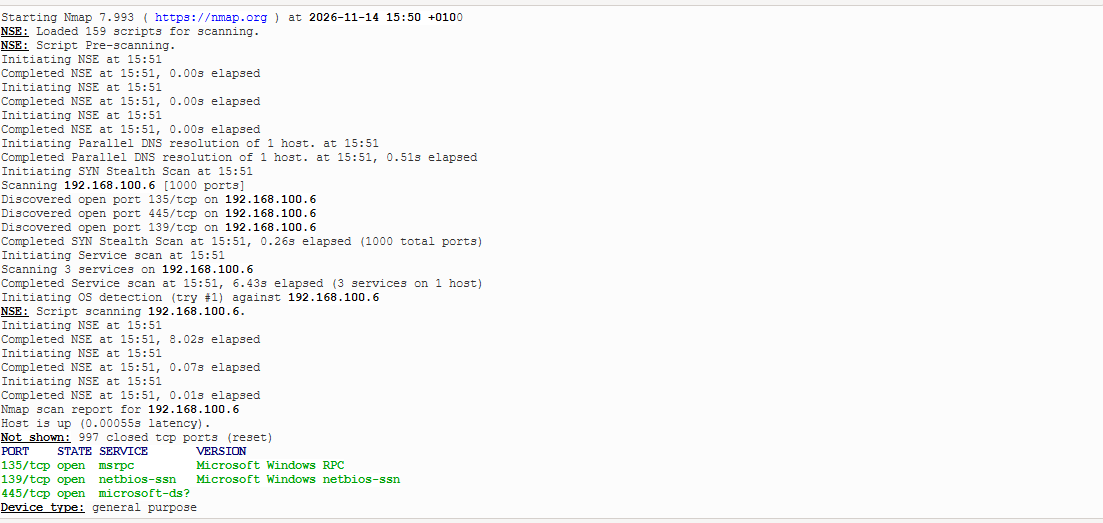 Starting Nmap 7.993 ( https://nmap.org ) at 2026-11-14 15:50 +0100
NSE: Loaded 159 scripts for scanning.
NSE: Script Pre-scanning.
Initiating NSE at 15:51
Completed NSE at 15:51, 0.00s elapsed
Initiating NSE at 15:51
Completed NSE at 15:51, 0.00s elapsed
Initiating NSE at 15:51
Completed NSE at 15:51, 0.00s elapsed
Initiating Parallel DNS resolution of 1 host. at 15:51
Completed Parallel DNS resolution of 1 host. at 15:51, 0.51s elapsed
Initiating SYN Stealth Scan at 15:51
Scanning 192.168.100.6 [1000 ports]
Discovered open port 135/tcp on 192.168.100.6
Discovered open port 445/tcp on 192.168.100.6
Discovered open port 139/tcp on 192.168.100.6
Completed SYN Stealth Scan at 15:51, 0.26s elapsed (1000 total ports)
Initiating Service scan at 15:51
Scanning 3 services on 192.168.100.6
Completed Service scan at 15:51, 6.43s elapsed (3 services on 1 host)
Initiating OS detection (try #1) against 192.168.100.6
NSE: Script scanning 192.168.100.6.
Initiating NSE at 15:51
Completed NSE at 15:51, 8.02s elapsed
Initiating NSE at 15:51
Completed NSE at 15:51, 0.07s elapsed
Initiating NSE at 15:51
Completed NSE at 15:51, 0.01s elapsed
Nmap scan report for 192.168.100.6
Host is up (0.00055s latency).
Not shown: 997 closed tcp ports (reset)
PORT    STATE SERVICE       VERSION
135/tcp open  msrpc         Microsoft Windows RPC
139/tcp open  netbios-ssn   Microsoft Windows netbios-ssn
445/tcp open  microsoft-ds?
Device type: general purpose